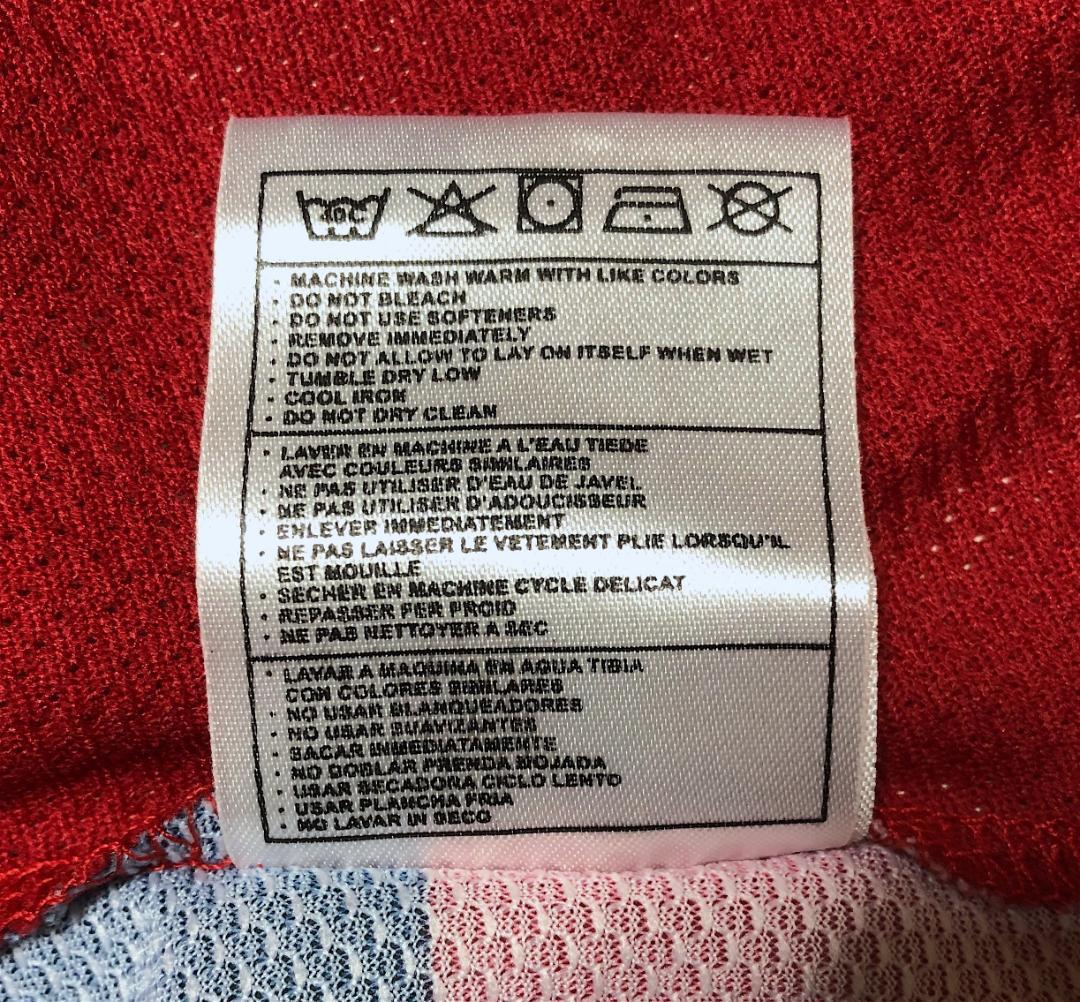 40C
· MACHINE WASH WARM WITH LIKE COLORS
· DO NOT BLEACH
· DO NOT USE SOFTENERS
· REMOVE IMMEDIATELY
· DO NOT ALLOW TO LAY ON ITSELF WHEN WET
· TUMBLE DRY LOW
· COOL IRON
· DO NOT DRY CLEAN
· LAVER EN MACHINE A L'EAU TIEDE
AVEC COULEURS SIMILAIRES
· NE PAS UTILISER D'EAU DE JAVEL
· NE PAS UTILISER D'ADOUCISSEUR
· ENLEVER IMMEDIATEMENT
· NE PAS LAISSER LE VETEMENT PLIE LORSQU'IL
EST MOUILLE
· SECHER EN MACHINE CYCLE DELICAT
· REPASSER FER FROID
· NE PAS NETTOYER A SEC
· LAVAR A MAQUINA EN AGUA TIBIA
CON COLORES SIMILARES
· NO USAR BLANQUEADORES
· NO USAR SUAVIZANTES
· SACAR INMEDIATAMENTE
· NO DOBLAR PRENDA MOJADA
· USAR SECADORA CICLO LENTO
· USAR PLANCHA FRIA
· NO LAVAR IN SECO